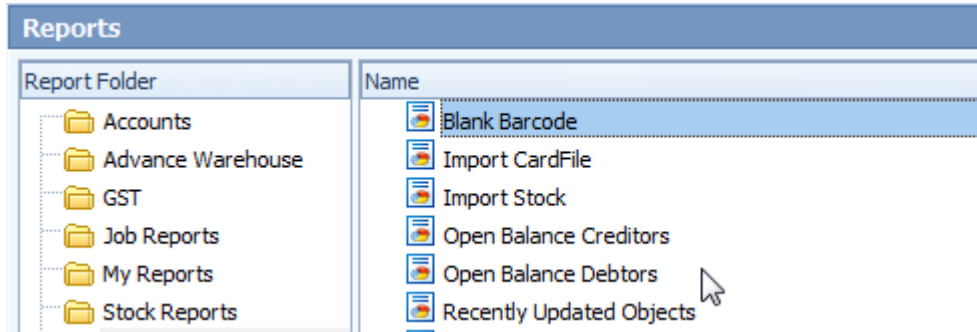 Reports
Report Folder
Name
Accounts
Advance Warehouse
GST
Job Reports
My Reports
Stock Reports
Blank Barcode
Import CardFile
Import Stock
Open Balance Creditors
Open Balance Debtors
Recently Updated Objects